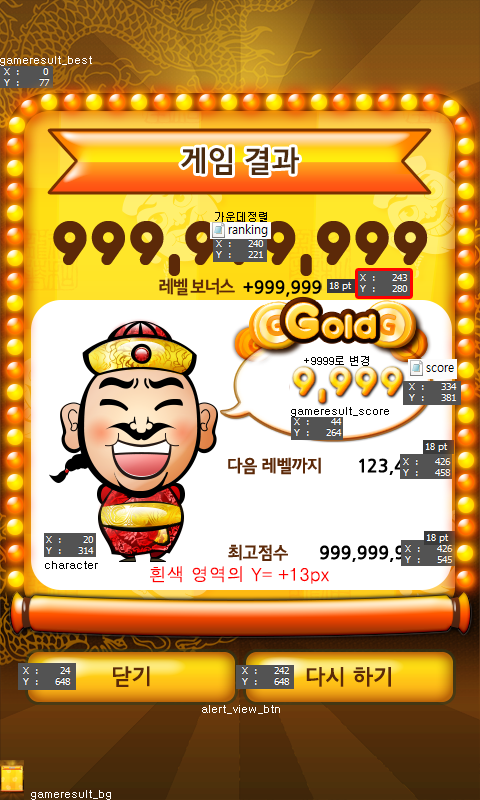 gameresult_best
X : 0
Y : 77
게임 결과
가운데정렬
ranking
999,999,999
X : 240
Y : 221
레벨 보너스 +999,999
18 pt
X : 243
Y : 280
Gold
+9999로 변경
9,999
score
X : 334
Y : 381
gameresult_score
X : 44
Y : 264
18 pt
다음 레벨까지 123,4
X : 426
Y : 458
X : 20
Y : 314
character
18 pt
최고점수 999,999,9
X : 426
Y : 545
흰색 영역의 Y= +13px
X : 24
Y : 648
닫기
X : 242
Y : 648
다시 하기
alert_view_btn
gameresult_bg